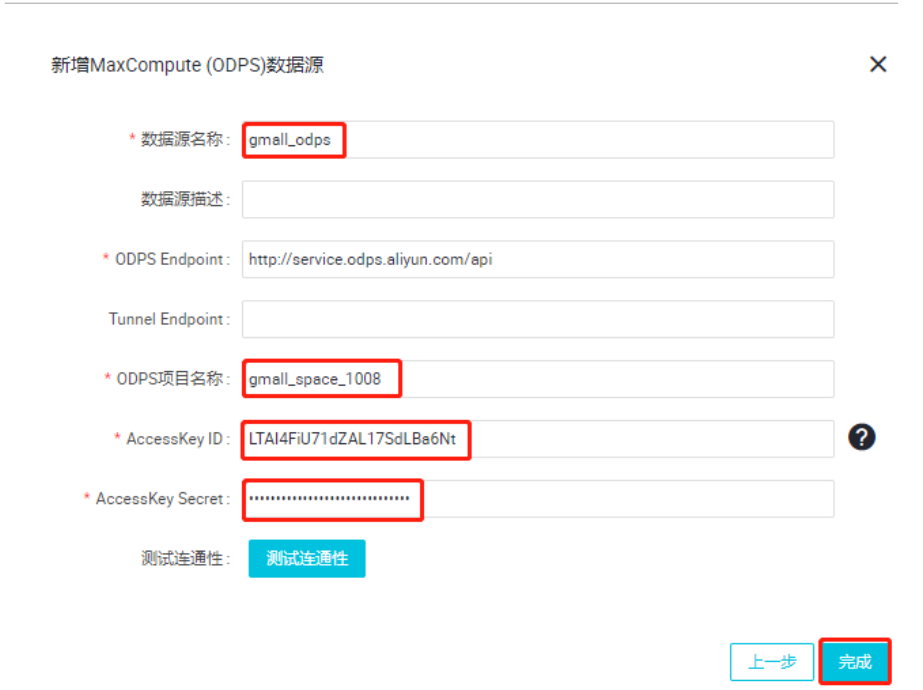 新增MaxCompute (ODPS)数据源
* 数据源名称 : gmall_odps
数据源描述 :
* ODPS Endpoint : http://service.odps.aliyun.com/api
Tunnel Endpoint :
* ODPS项目名称 : gmall_space_1008
* AccessKey ID : LTAI4FiU71dZAL17SdLBa6Nt
* AccessKey Secret : ······························
测试连通性 : 测试连通性
上一步 完成